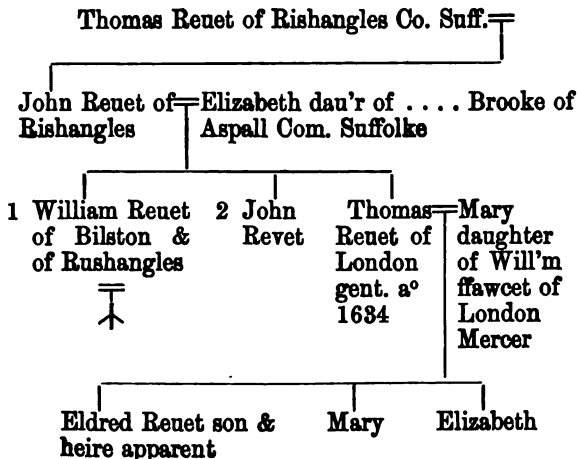 Thomas Reuet of Rishangles Co. Suff.
John Reuet of
Rishangles
Elizabeth dau'r of .... Brooke of
Aspall Com. Suffolke
1 William Reuet
of Bilston &
of Rushangles
2 John
Revet
Thomas
Reuet of
London
gent. aº
1634
Mary
daughter
of Will'm
ffawcet of
London
Mercer
Eldred Reuet son &
heire apparent
Mary
Elizabeth